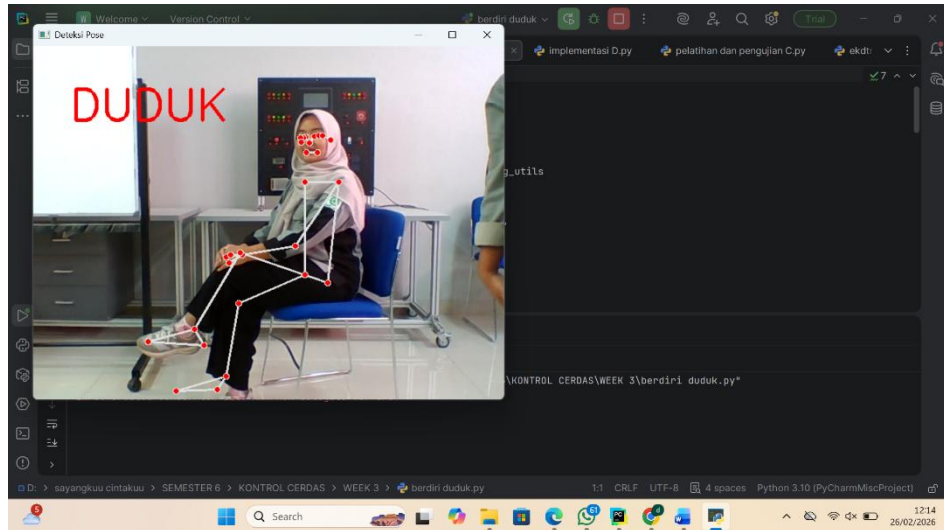 Welcome
Version Control
berdiri duduk
Trial
Deteksi Pose
implementasi D.py
pelatihan dan pengujian C.py
ekdt
7
DUDUK
g_utils
\KONTROL CERDAS\WEEK 3\berdiri duduk.py"
D: > sayangkuu cintakuu > SEMESTER 6 > KONTROL CERDAS > WEEK 3 > berdiri duduk.py
1:1 CRLF UTF-8 4 spaces Python 3.10 (PyCharmMiscProject)
Search
12:14
26/02/2026